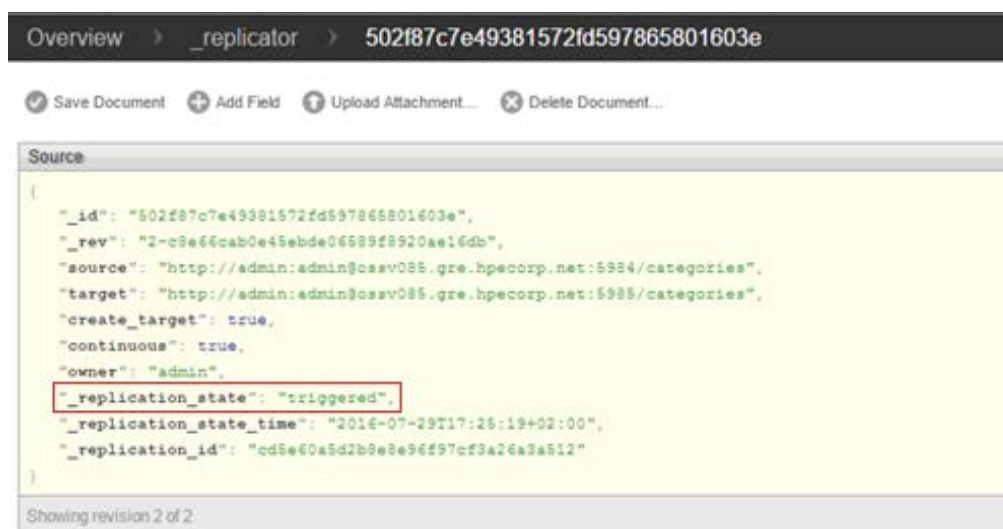 Overview > _replicator > 502f87c7e49381572fd597865801603e
Save Document Add Field Upload Attachment... Delete Document...
Source
{
"_id": "502f87c7e49381572fd597865801603e",
"_rev": "2-c8e66cab0e45ebde06589f8920ae16db",
"source": "http://admin:admin@ossv085.gre.hpecorp.net:5984/categories",
"target": "http://admin:admin@ossv085.gre.hpecorp.net:5985/categories",
"create_target": true,
"continuous": true,
"owner": "admin",
"_replication_state": "triggered",
"_replication_state_time": "2016-07-29T17:25:19+02:00",
"_replication_id": "cd5e60a5d2b8e8e96f97cf3a26a3a512"
}
Showing revision 2 of 2